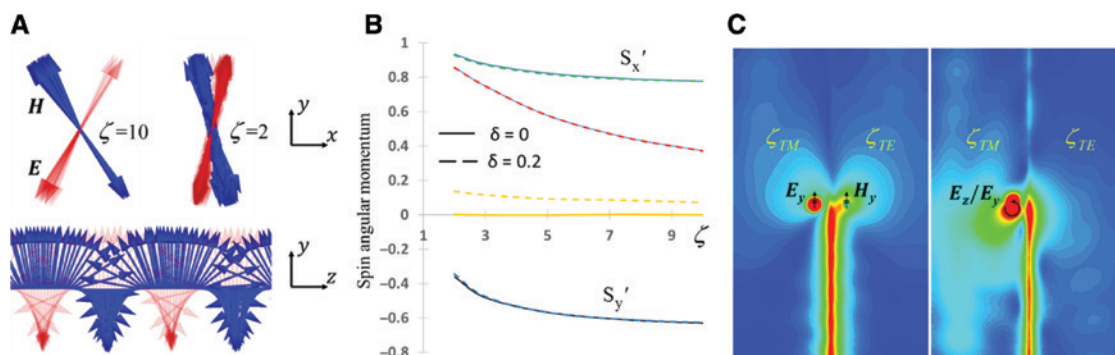 A
H
E
ζ=10
ζ=2
y
x
y
z
B
Spin angular momentum
1
0.8
0.6
0.4
0.2
0
-0.2
-0.4
-0.6
-0.8
1
3
5
7
9
ζ
Sx′
δ = 0
δ = 0.2
Sy′
C
ζTM
ζTE
Ey
Hy
ζTM
ζTE
Ez/Ey